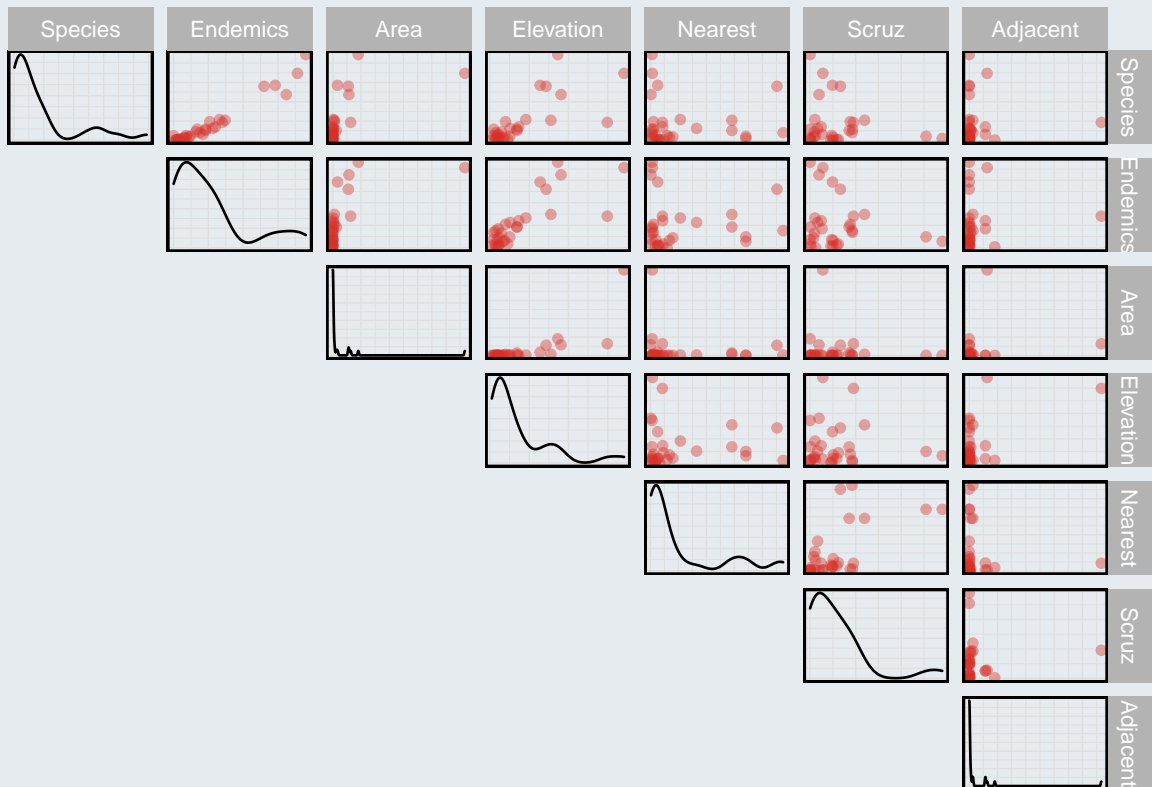 Species Endemics Area Elevation Nearest Scruz Adjacent
Species
Endemics
Area
Elevation
Nearest
Scruz
Adjacent